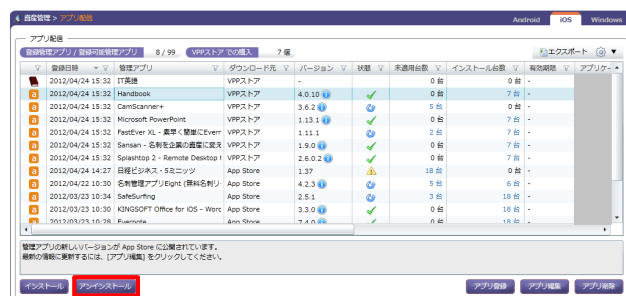 資産管理 > アプリ配信
Android iOS Windows
アプリ配信
登録管理アプリ / 登録可能管理アプリ 8 / 99 VPPストアでの購入 7 個 エクスポート
登録日時 管理アプリ ダウンロード元 バージョン 状態 未適用台数 インストール台数 有効期限 アプリケー
2012/04/24 15:32 IT英語 VPPストア - 0 台 0 台 -
2012/04/24 15:32 Handbook VPPストア 4.0.10 0 台 7 台 -
2012/04/24 15:32 CamScanner+ VPPストア 3.6.2 5 台 0 台 -
2012/04/24 15:32 Microsoft PowerPoint VPPストア 1.13.1 0 台 7 台 -
2012/04/24 15:32 FastEver XL - 素早く簡単にEverr VPPストア 1.11.1 2 台 7 台 -
2012/04/24 15:32 Sansan - 名刺を企業の資産に変え VPPストア 1.9.0 0 台 7 台 -
2012/04/24 15:32 Splashtop 2 - Remote Desktop VPPストア 2.6.0.2 0 台 7 台 -
2012/04/24 14:27 日経ビジネス・5ミニッツ App Store 1.37 18 台 0 台 -
2012/04/22 10:30 名刺管理アプリEight (無料名刺リ App Store 4.2.3 5 台 6 台 -
2012/03/23 10:34 SafeSurfing App Store 2.5.1 3 台 18 台 -
2012/03/23 10:30 KINGSOFT Office for iOS - Worc App Store 3.3.0 0 台 18 台 -
2012/03/23 10:28 Evernote App Store 7.4.0 0 台 18 台 -
管理アプリの新しいバージョンが App Store に公開されています。
最新の情報に更新するには、[アプリ編集] をクリックしてください。
インストール アンインストール アプリ登録 アプリ編集 アプリ削除